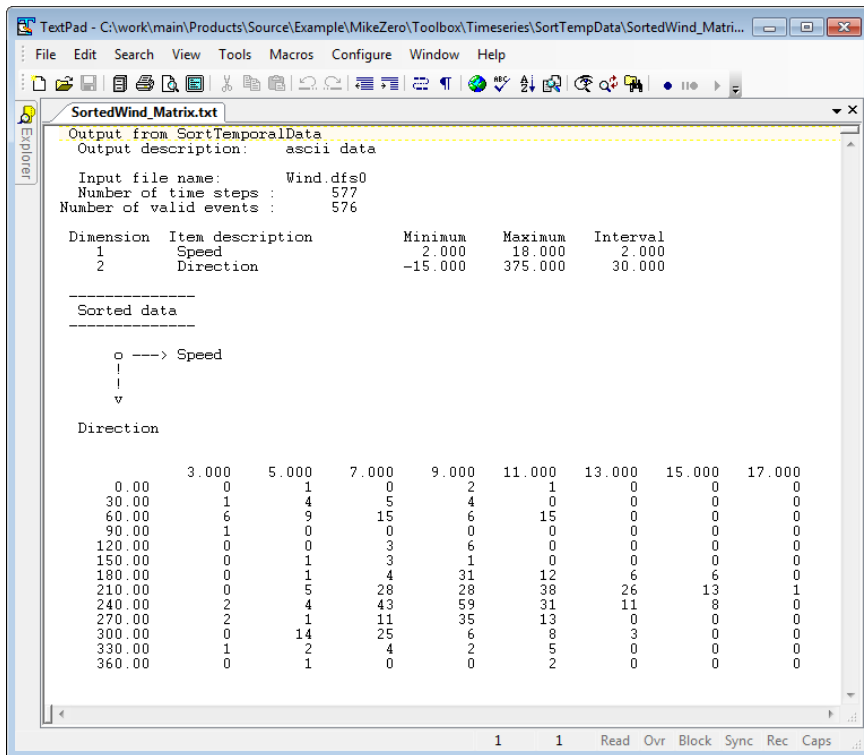 TextPad - C:\work\main\Products\Source\Example\MikeZero\Toolbox\Timeseries\SortTempData\SortedWind_Matri...
File Edit Search View Tools Macros Configure Window Help
Explorer
SortedWind_Matrix.txt
Output from SortTemporalData
Output description: ascii data
Input file name: Wind.dfs0
Number of time steps : 577
Number of valid events : 576
Dimension Item description Minimum Maximum Interval
1 Speed 2.000 18.000 2.000
2 Direction -15.000 375.000 30.000
--------------
Sorted data
--------------
o ---> Speed
!
!
v
Direction
3.000 5.000 7.000 9.000 11.000 13.000 15.000 17.000
0.00 0 1 0 2 1 0 0 0
30.00 1 4 5 4 0 0 0 0
60.00 6 9 15 6 15 0 0 0
90.00 1 0 0 0 0 0 0 0
120.00 0 0 3 6 0 0 0 0
150.00 0 1 3 1 0 0 0 0
180.00 0 1 4 31 12 6 6 0
210.00 0 5 28 28 38 26 13 1
240.00 2 4 43 59 31 11 8 0
270.00 2 1 11 35 13 0 0 0
300.00 0 14 25 6 8 3 0 0
330.00 1 2 4 2 5 0 0 0
360.00 0 1 0 0 2 0 0 0
1 1 Read Ovr Block Sync Rec Caps